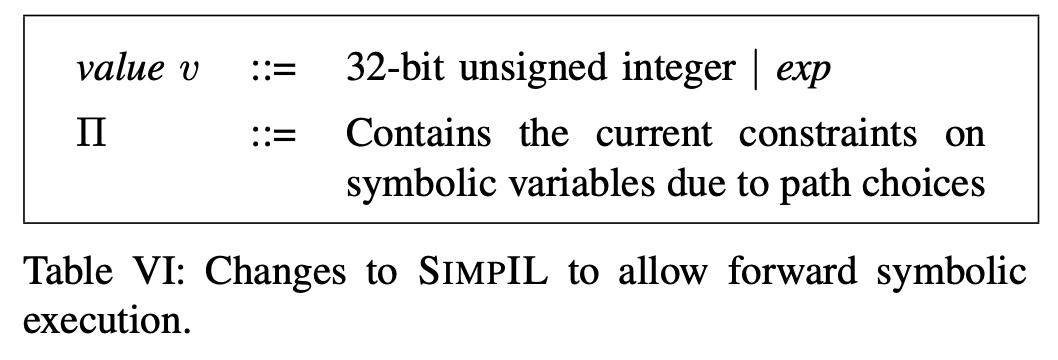 value v ::= 32-bit unsigned integer | exp
Π ::= Contains the current constraints on
symbolic variables due to path choices
Table VI: Changes to SIMPIL to allow forward symbolic
execution.